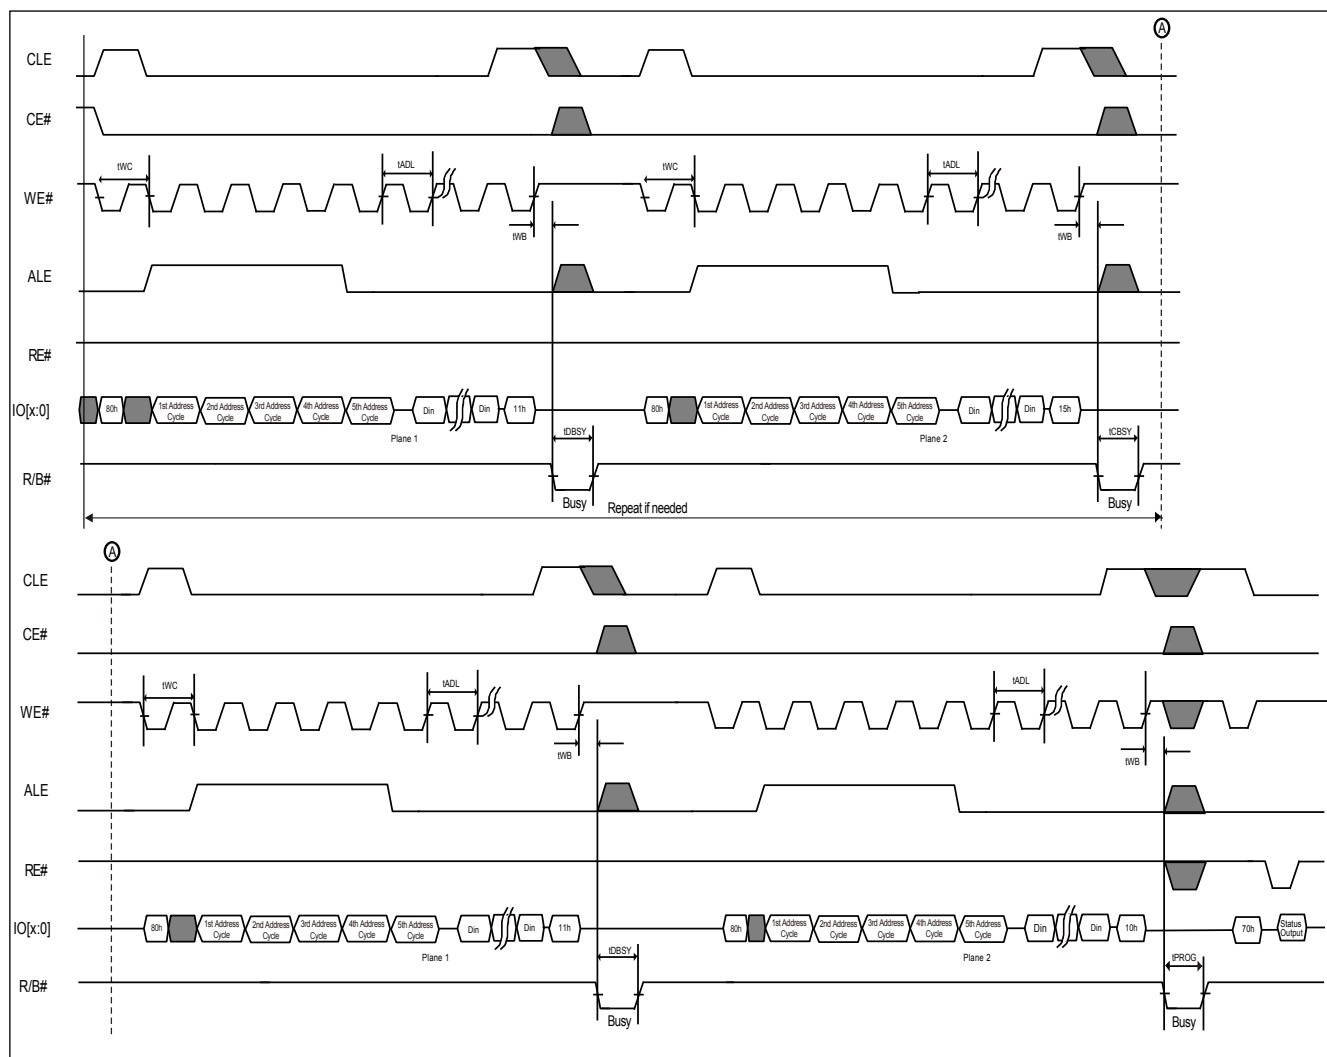 A
CLE
CE#
tWC
tADL
tWC
tADL
WE#
tWB
tWB
ALE
RE#
IO[x:0]
80h
1st Address Cycle
2nd Address Cycle
3rd Address Cycle
4th Address Cycle
5th Address Cycle
Din
Din
11h
80h
1st Address Cycle
2nd Address Cycle
3rd Address Cycle
4th Address Cycle
5th Address Cycle
Din
Din
15h
Plane 1
tDBSY
Plane 2
tCBSY
R/B#
Busy
Repeat if needed
Busy
A
CLE
CE#
tWC
tADL
tADL
WE#
tWB
tWB
ALE
RE#
IO[x:0]
80h
1st Address Cycle
2nd Address Cycle
3rd Address Cycle
4th Address Cycle
5th Address Cycle
Din
Din
11h
80h
1st Address Cycle
2nd Address Cycle
3rd Address Cycle
4th Address Cycle
5th Address Cycle
Din
Din
10h
70h
Status Output
Plane 1
tDBSY
Plane 2
tPROG
R/B#
Busy
Busy